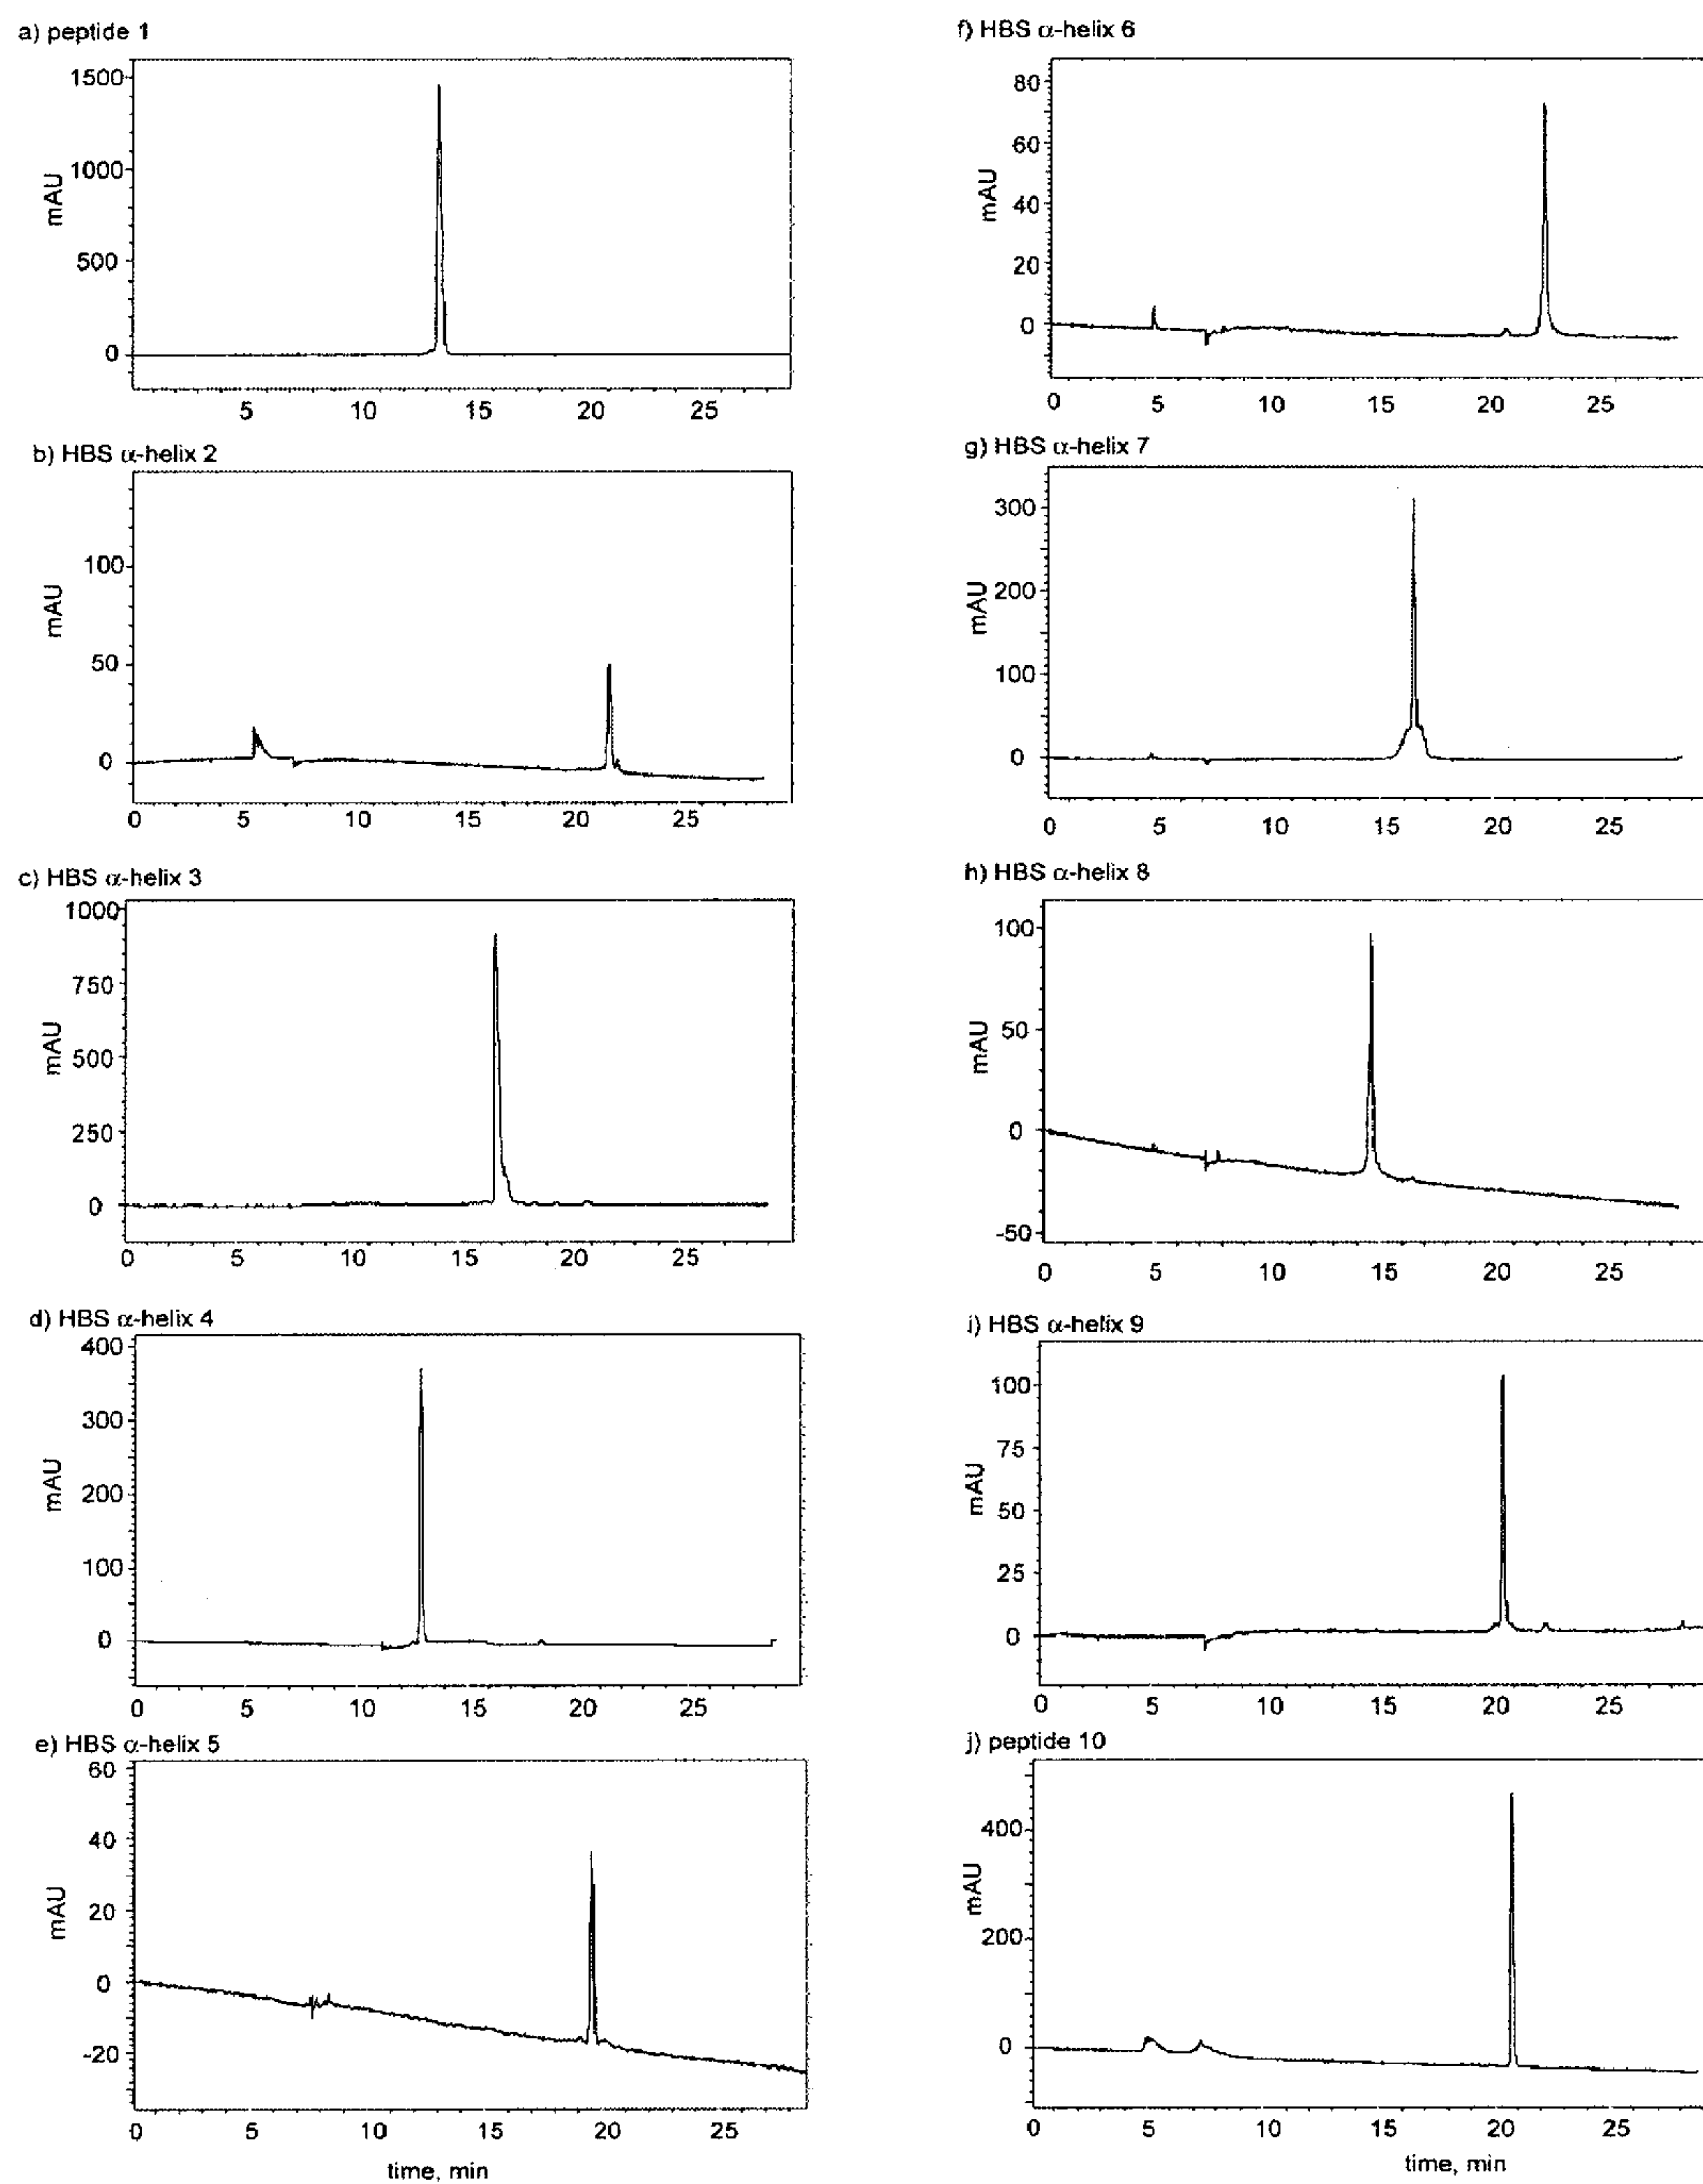 a) peptide 1
1500
1000
500
0
mAU
5 10 15 20 25
b) HBS α-helix 2
100
50
0
mAU
0 5 10 15 20 25
c) HBS α-helix 3
1000
750
500
250
0
mAU
0 5 10 15 20 25
d) HBS α-helix 4
400
300
200
100
0
mAU
0 5 10 15 20 25
e) HBS α-helix 5
60
40
20
0
-20
mAU
0 5 10 15 20 25
time, min
f) HBS α-helix 6
80
60
40
20
0
mAU
0 5 10 15 20 25
g) HBS α-helix 7
300
200
100
0
mAU
0 5 10 15 20 25
h) HBS α-helix 8
100
50
0
-50
mAU
0 5 10 15 20 25
i) HBS α-helix 9
100
75
50
25
0
mAU
0 5 10 15 20 25
j) peptide 10
400
200
0
mAU
0 5 10 15 20 25
time, min